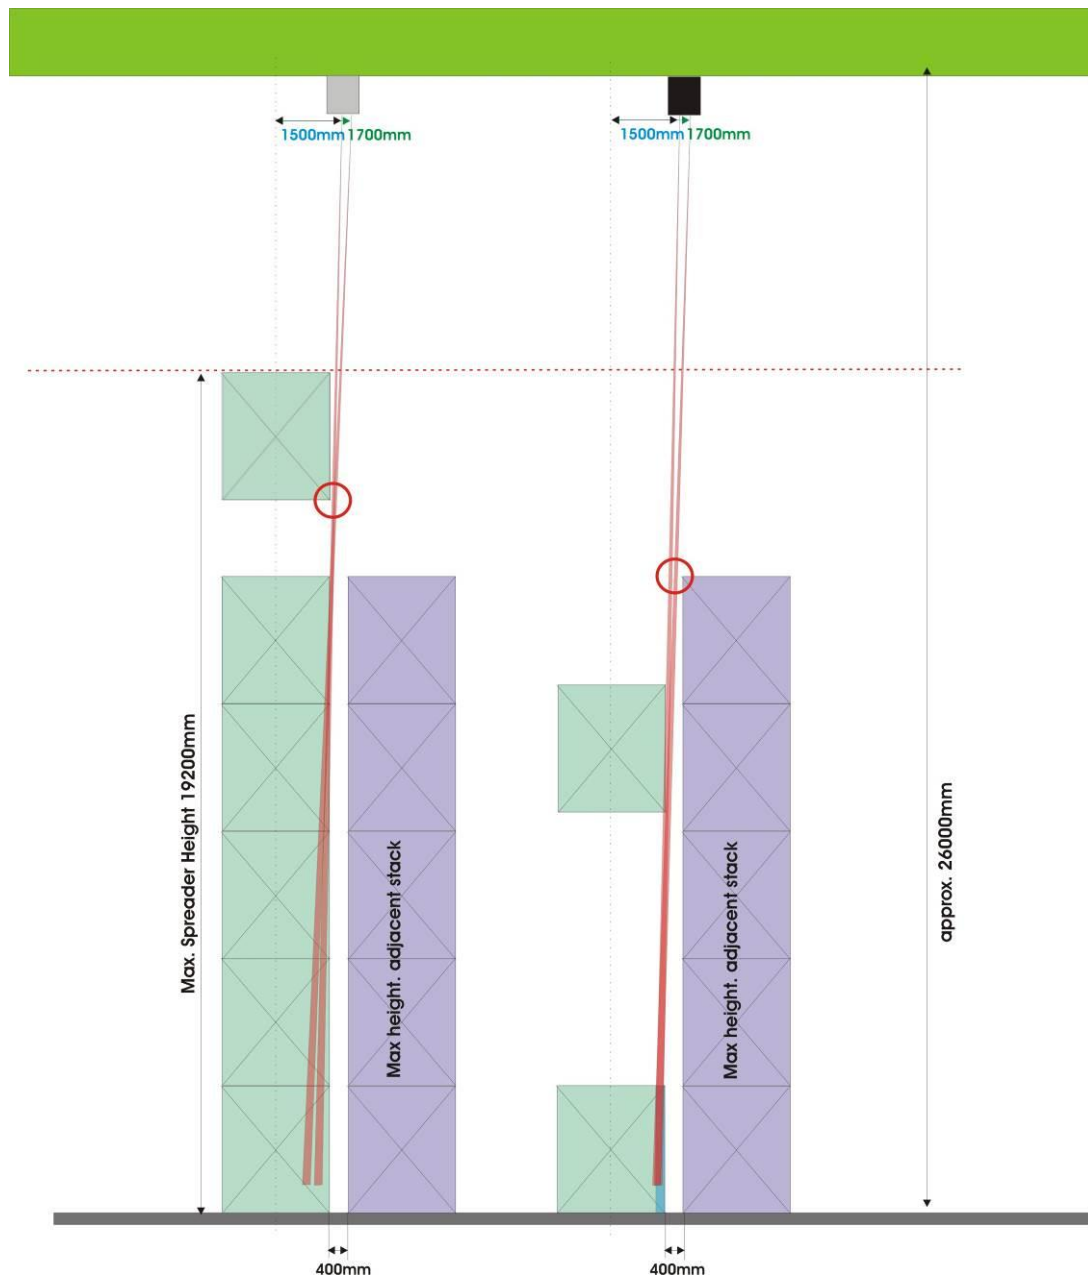 1500mm 1700mm
1500mm 1700mm
Max. Spreader Height 19200mm
Max height. adjacent stack
Max height. adjacent stack
approx. 26000mm
400mm
400mm